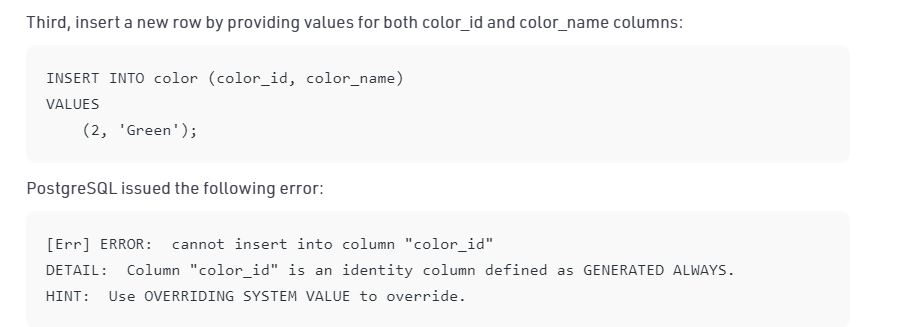 Third, insert a new row by providing values for both color_id and color_name columns:
INSERT INTO color (color_id, color_name)
VALUES
    (2, 'Green');
PostgreSQL issued the following error:
[Err] ERROR:  cannot insert into column "color_id"
DETAIL:  Column "color_id" is an identity column defined as GENERATED ALWAYS.
HINT:  Use OVERRIDING SYSTEM VALUE to override.